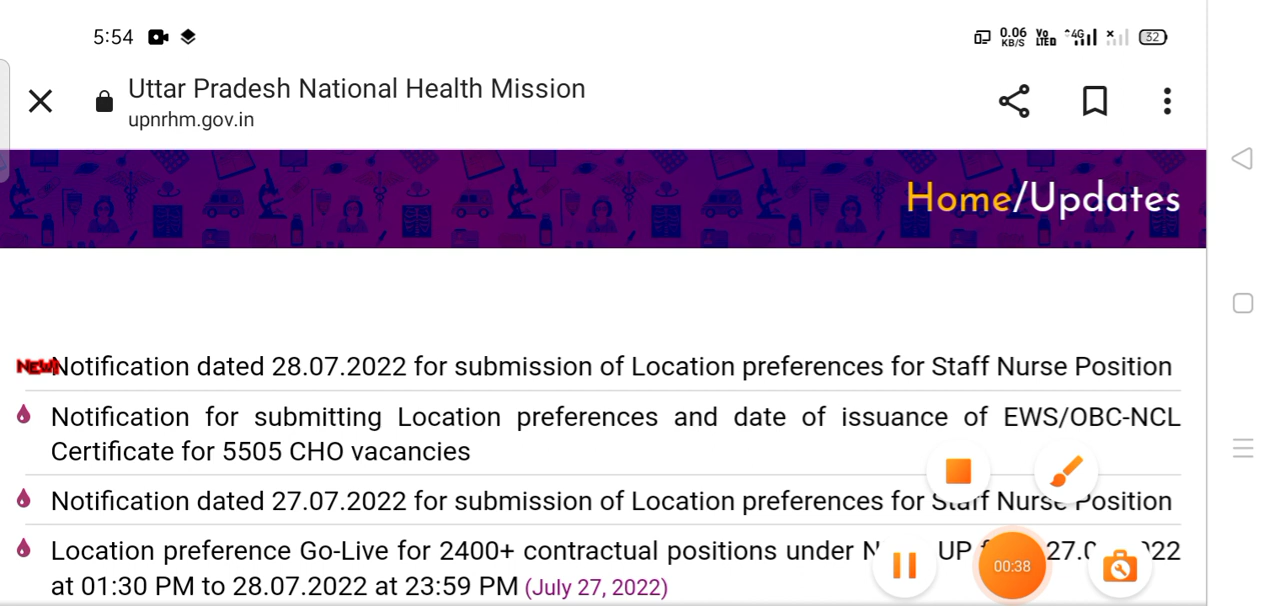 5:54 0.06 KB/S Vo LTED 4G 32
Uttar Pradesh National Health Mission
upnrhm.gov.in
Home/Updates
NEW! Notification dated 28.07.2022 for submission of Location preferences for Staff Nurse Position
Notification for submitting Location preferences and date of issuance of EWS/OBC-NCL
Certificate for 5505 CHO vacancies
Notification dated 27.07.2022 for submission of Location preferences for Staff Nurse Position
Location preference Go-Live for 2400+ contractual positions under UP
at 01:30 PM to 28.07.2022 at 23:59 PM (July 27, 2022)
00:38